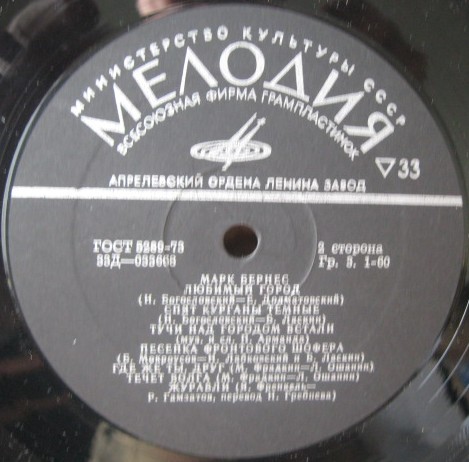 МИНИСТЕРСТВО КУЛЬТУРЫ СССР
МЕЛОДИЯ
ВСЕСОЮЗНАЯ ФИРМА ГРАМПЛАСТИНОК
33
АПРЕЛЕВСКИЙ ОРДЕНА ЛЕНИНА ЗАВОД
ГОСТ 5289-73
2 сторона
33Д—033606
Гр. 3, 1-60
МАРК БЕРНЕС
ЛЮБИМЫЙ ГОРОД
(Н. Богословский—Е. Долматовский)
СПЯТ КУРГАНЫ ТЕМНЫЕ
(Н. Богословский—Б. Ласкин)
ТУЧИ НАД ГОРОДОМ ВСТАЛИ
(муз. и сл. П. Арманда)
ПЕСЕНКА ФРОНТОВОГО ШОФЕРА
(Б. Мокроусов—Н. Лабковский и Б. Ласкин)
ГДЕ ЖЕ ТЫ, ДРУГ (М. Фрадкин—Л. Ошанин)
ТЕЧЕТ ВОЛГА (М. Фрадкин—Л. Ошанин)
ЖУРАВЛИ (Я. Френкель—
Р. Гамзатов, перевод Н. Гребнева)